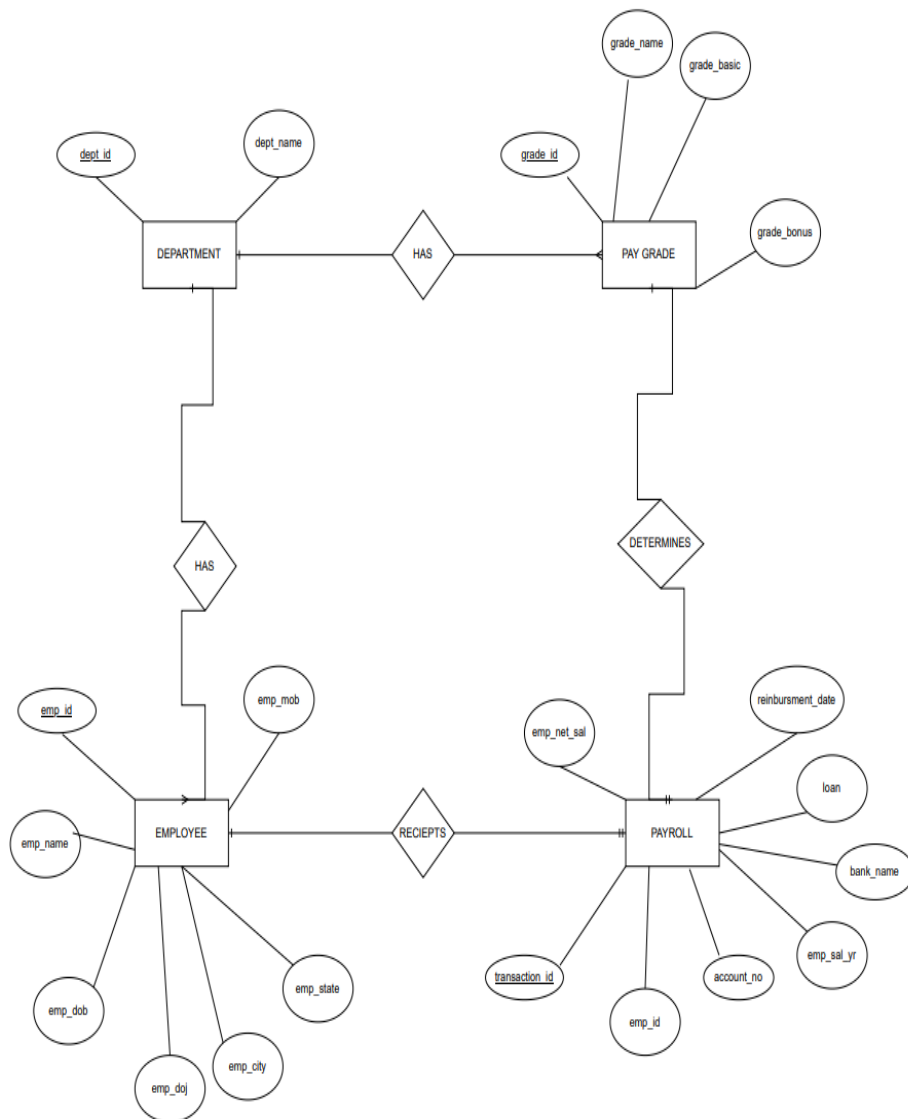 grade_name
grade_basic
dept_id
dept_name
grade_id
grade_bonus
DEPARTMENT
HAS
PAY GRADE
DETERMINES
HAS
emp_id
emp_mob
emp_net_sal
reinbursment_date
loan
emp_name
EMPLOYEE
RECIEPTS
PAYROLL
bank_name
emp_sal_yr
emp_state
transaction_id
account_no
emp_dob
emp_id
emp_city
emp_doj